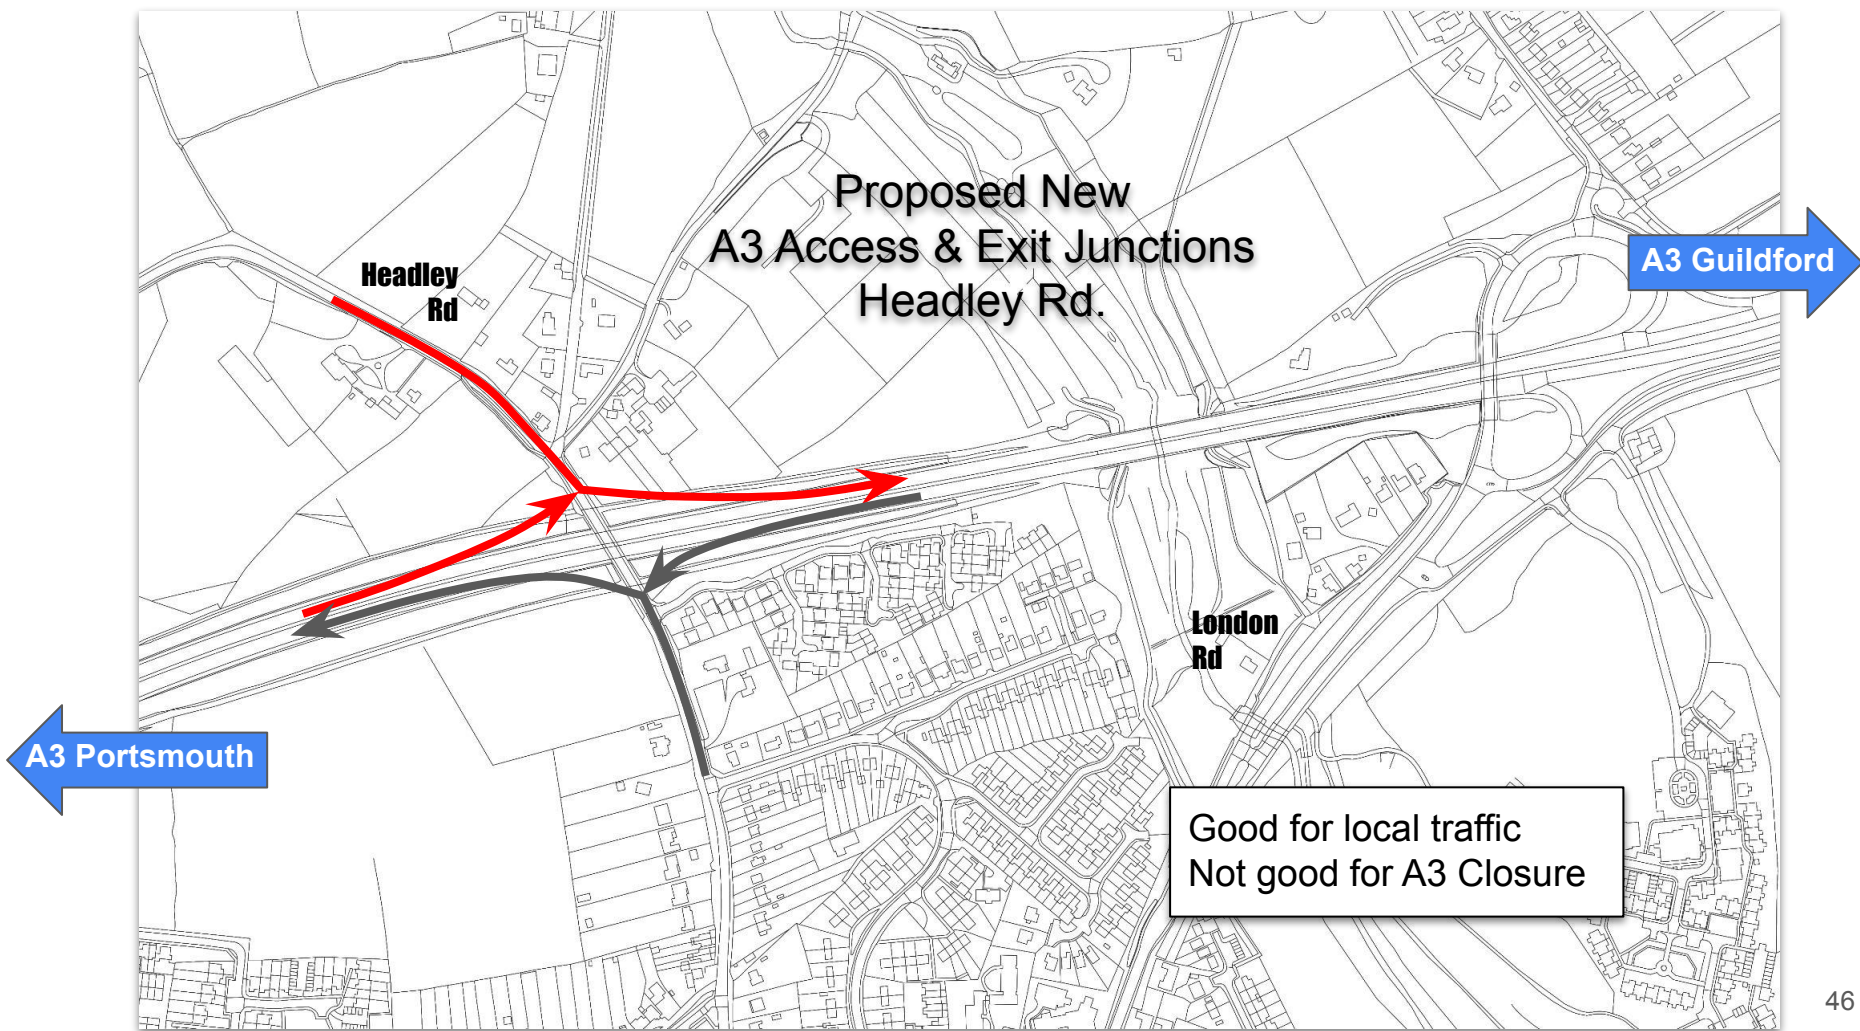 Proposed New
A3 Access & Exit Junctions
Headley Rd.
Headley
Rd
A3 Guildford
London
Rd
A3 Portsmouth
Good for local traffic
Not good for A3 Closure
46